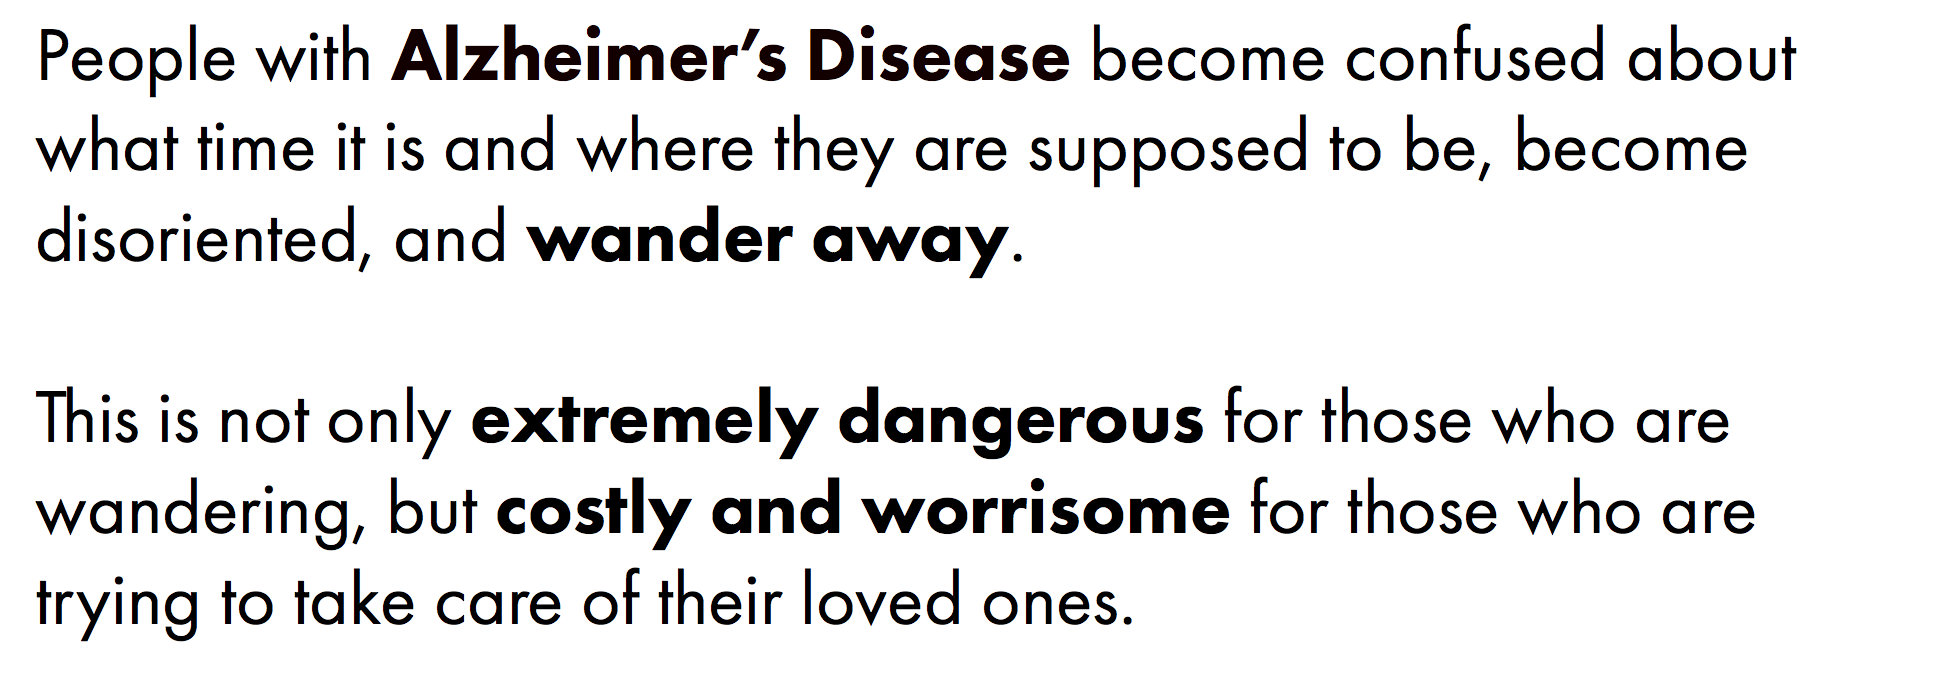 People with Alzheimer’s Disease become confused about
what time it is and where they are supposed to be, become
disoriented, and wander away.
This is not only extremely dangerous for those who are
wandering, but costly and worrisome for those who are
trying to take care of their loved ones.